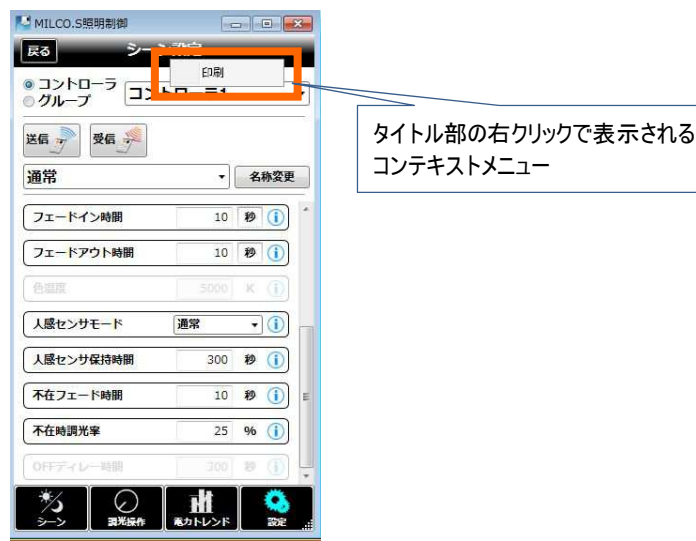 MILCO.S照明制御
戻る
印刷
コントローラ
グループ
送信 受信
通常 名称変更
フェードイン時間 10 秒
フェードアウト時間 10 秒
色温度 5000 K
人感センサモード 通常
人感センサ保持時間 300 秒
不在フェード時間 10 秒
不在時調光率 25 %
OFFディレー時間 300 秒
シーン 調光操作 電力トレンド 設定
タイトル部の右クリックで表示される
コンテキストメニュー